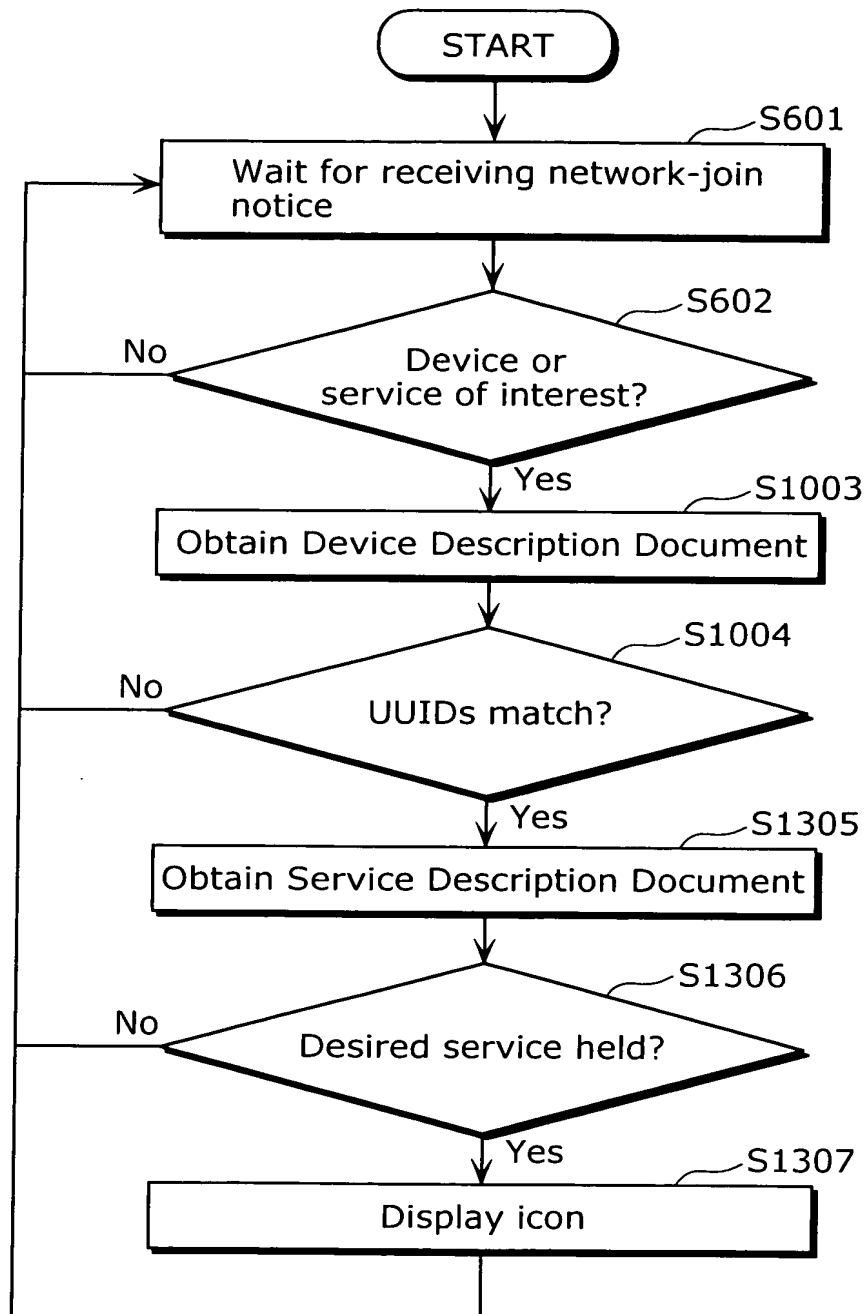 START
S601
Wait for receiving network-join
notice
S602
No
Device or
service of interest?
Yes
S1003
Obtain Device Description Document
S1004
No
UUIDs match?
Yes
S1305
Obtain Service Description Document
S1306
No
Desired service held?
Yes
S1307
Display icon